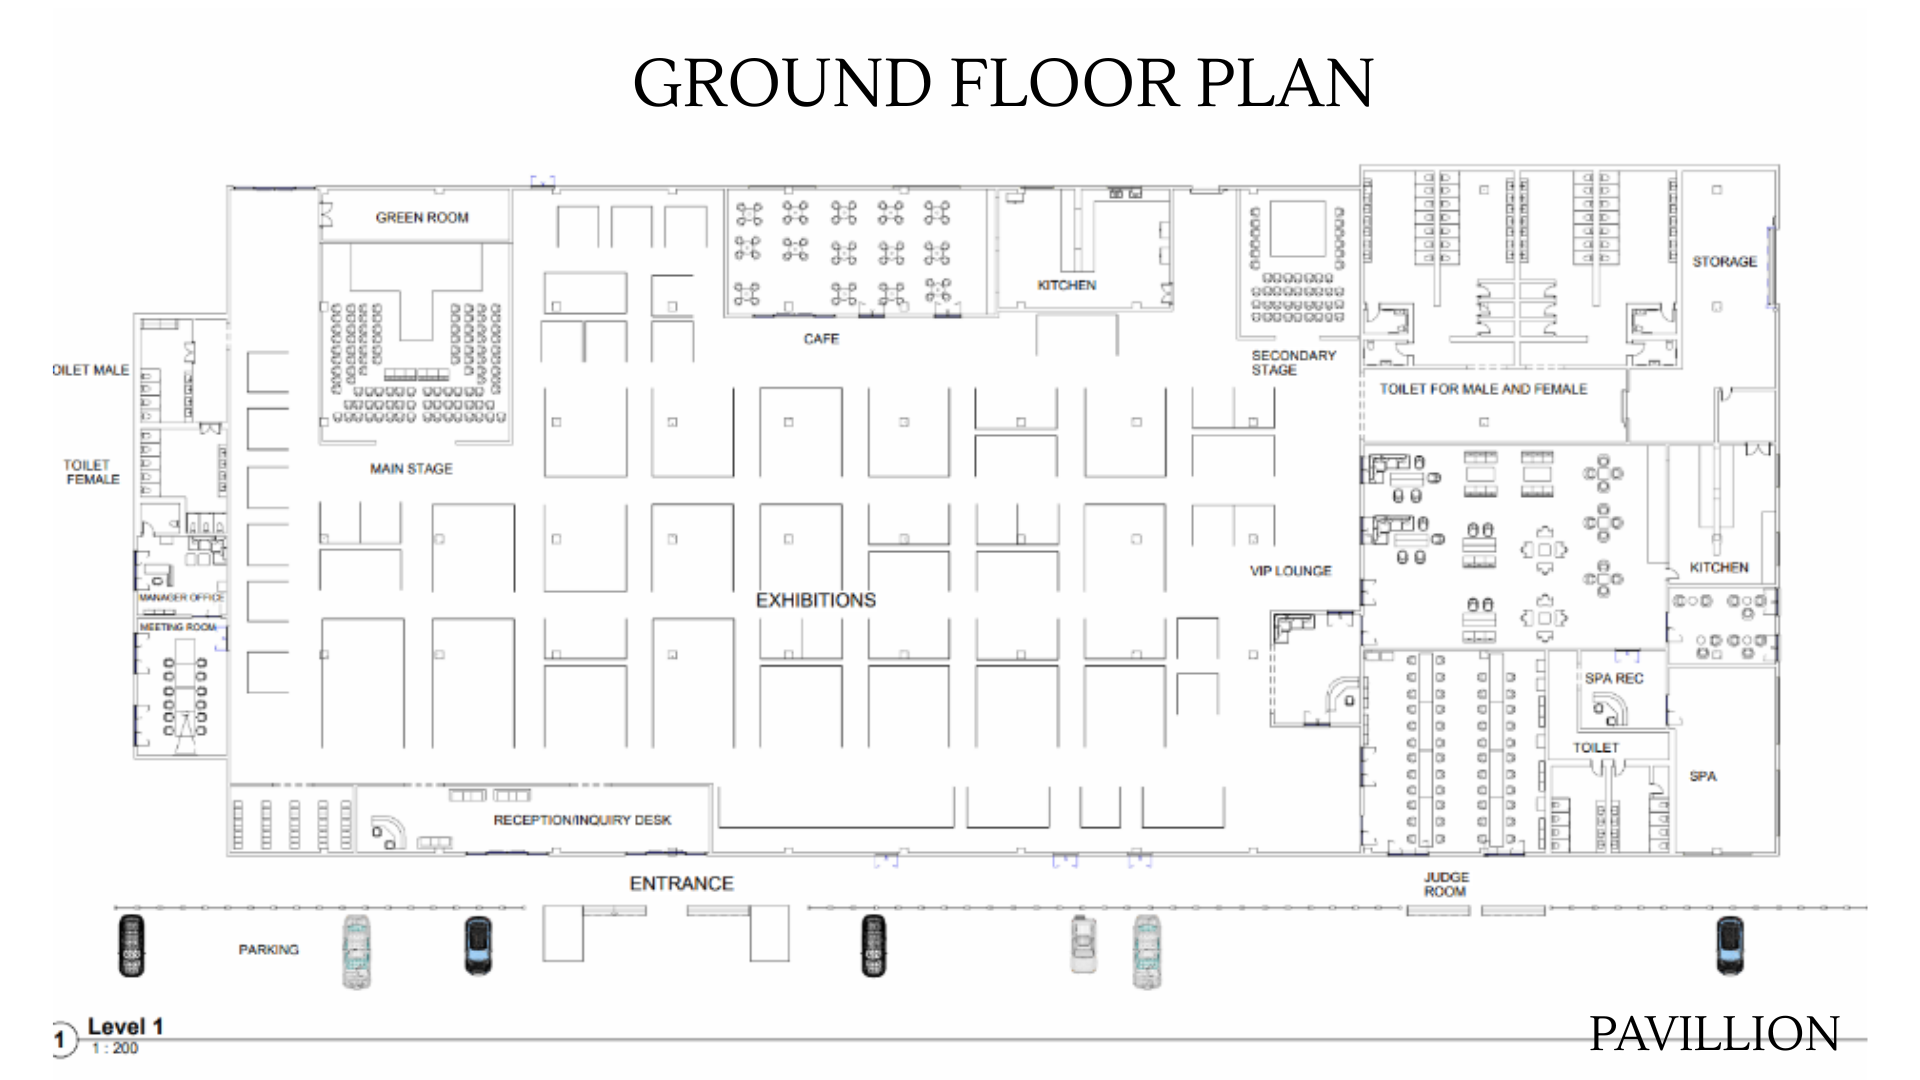 GROUND FLOOR PLAN
GREEN ROOM
STORAGE
KITCHEN
CAFE
SECONDARY
STAGE
OILET MALE
TOILET FOR MALE AND FEMALE
MAIN STAGE
TOILET
FEMALE
VIP LOUNGE
KITCHEN
MANAGER OFFICE
EXHIBITIONS
MEETING ROOM
SPA REC
TOILET
SPA
RECEPTION/INQUIRY DESK
ENTRANCE
JUDGE
ROOM
PARKING
1
Level 1
1 : 200
PAVILLION